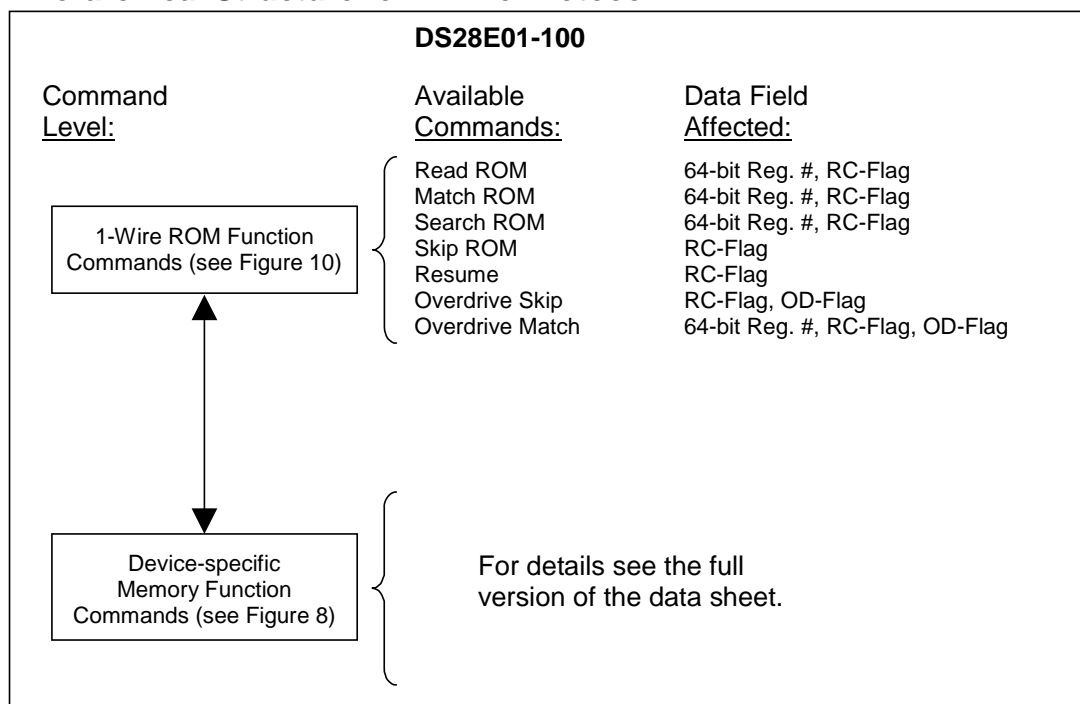 DS28E01-100
Command Level:
Available Commands:
Data Field Affected:
1-Wire ROM Function
Commands (see Figure 10)
Read ROM 64-bit Reg. #, RC-Flag
Match ROM 64-bit Reg. #, RC-Flag
Search ROM 64-bit Reg. #, RC-Flag
Skip ROM RC-Flag
Resume RC-Flag
Overdrive Skip RC-Flag, OD-Flag
Overdrive Match 64-bit Reg. #, RC-Flag, OD-Flag
Device-specific
Memory Function
Commands (see Figure 8)
For details see the full
version of the data sheet.